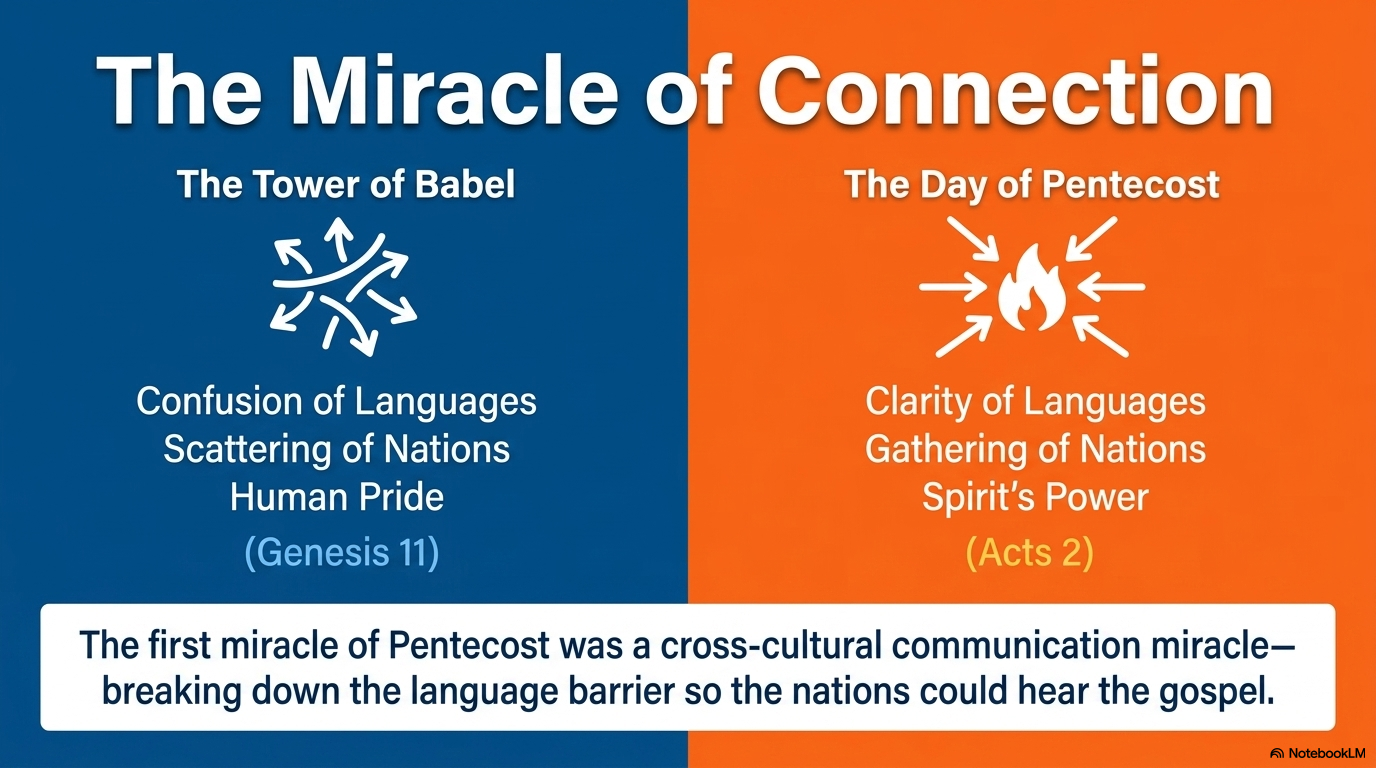 The Miracle of Connection
The Tower of Babel
Confusion of Languages
Scattering of Nations
Human Pride
(Genesis 11)
The Day of Pentecost
Clarity of Languages
Gathering of Nations
Spirit’s Power
(Acts 2)
The first miracle of Pentecost was a cross-cultural communication miracle—
breaking down the language barrier so the nations could hear the gospel.
NotebookLM